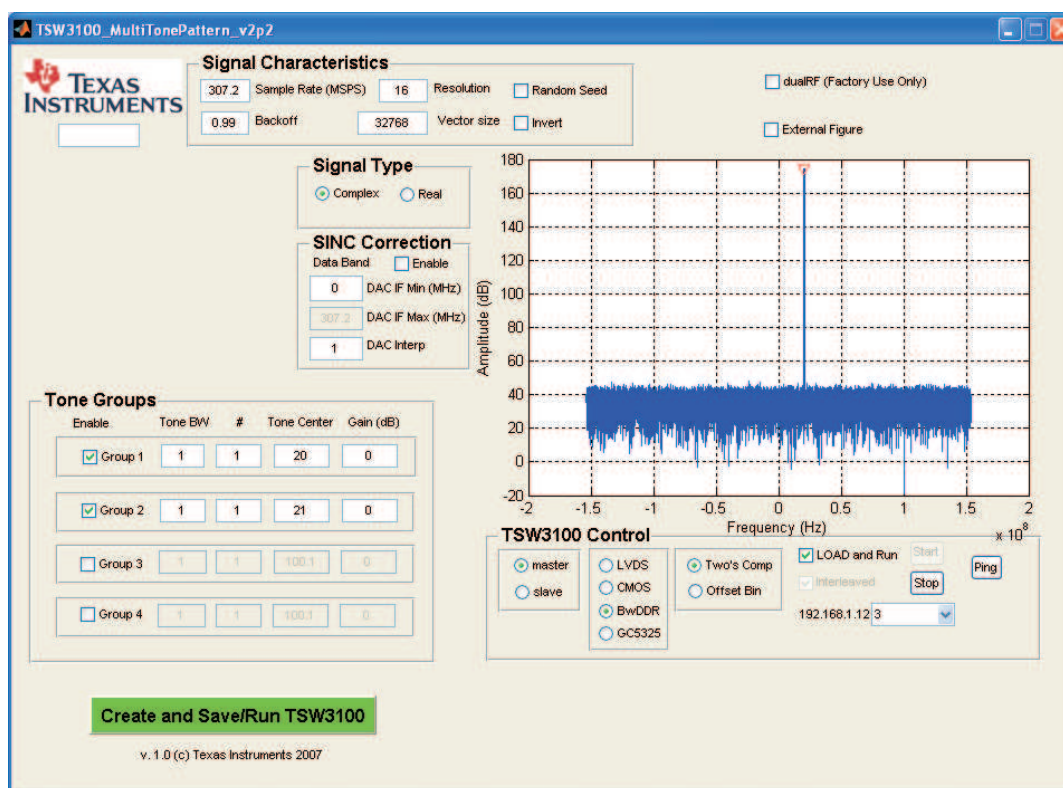 TSW3100_MultiTonePattern_v2p2
TEXAS
INSTRUMENTS
Signal Characteristics
307.2 Sample Rate (MSPS) 16 Resolution Random Seed
0.99 Backoff 32768 Vector size Invert
dualRF (Factory Use Only)
External Figure
Signal Type
Complex Real
SINC Correction
Data Band Enable
0 DAC IF Min (MHz)
307.2 DAC IF Max (MHz)
1 DAC Interp
180
160
140
120
100
80
60
40
20
0
-20
Amplitude (dB)
-2 -1.5 -1 -0.5 0 0.5 1 1.5 2
Frequency (Hz)
x 10^8
Tone Groups
Enable Tone BW # Tone Center Gain (dB)
Group 1 1 1 20 0
Group 2 1 1 21 0
Group 3 1 1 100.1 0
Group 4 1 1 100.1 0
TSW3100 Control
master
slave
LVDS
CMOS
BwDDR
GC5325
Two's Comp
Offset Bin
LOAD and Run Start
Interleaved Stop
Ping
192.168.1.12 3
Create and Save/Run TSW3100
v. 1.0 (c) Texas Instruments 2007